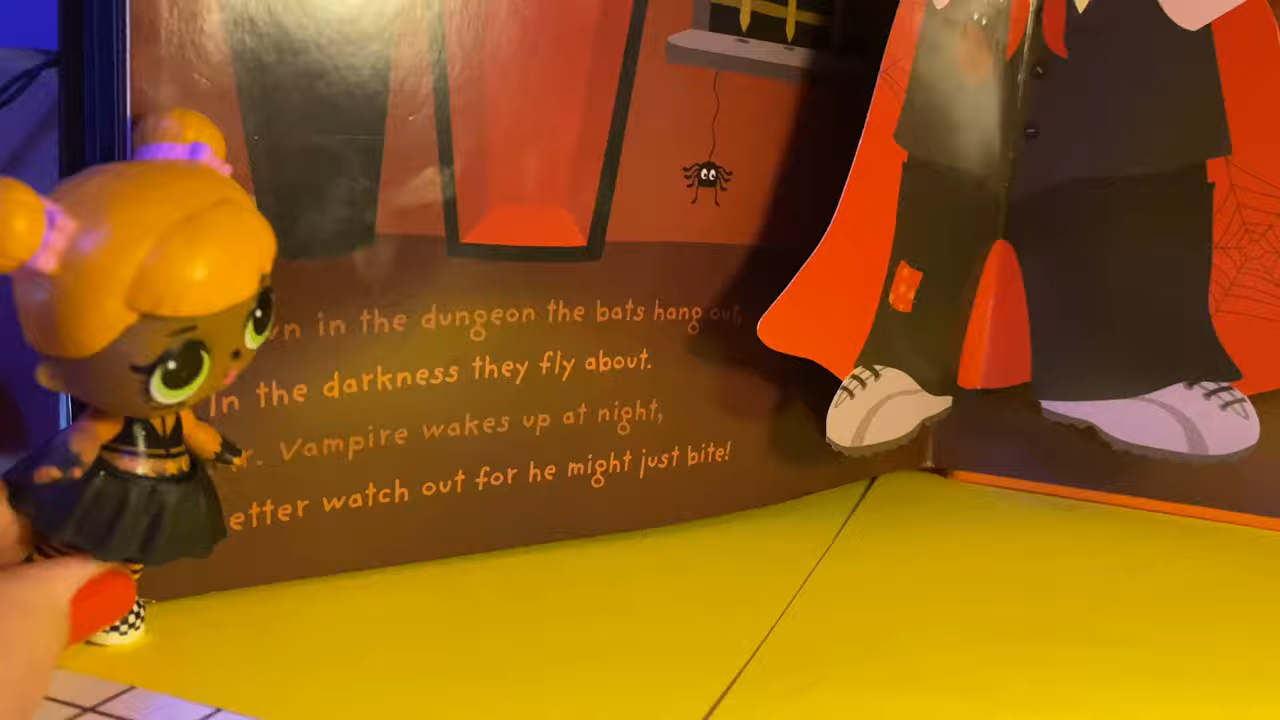 in the dungeon the bats hang out,
In the darkness they fly about.
Vampire wakes up at night,
etter watch out for he might just bite!